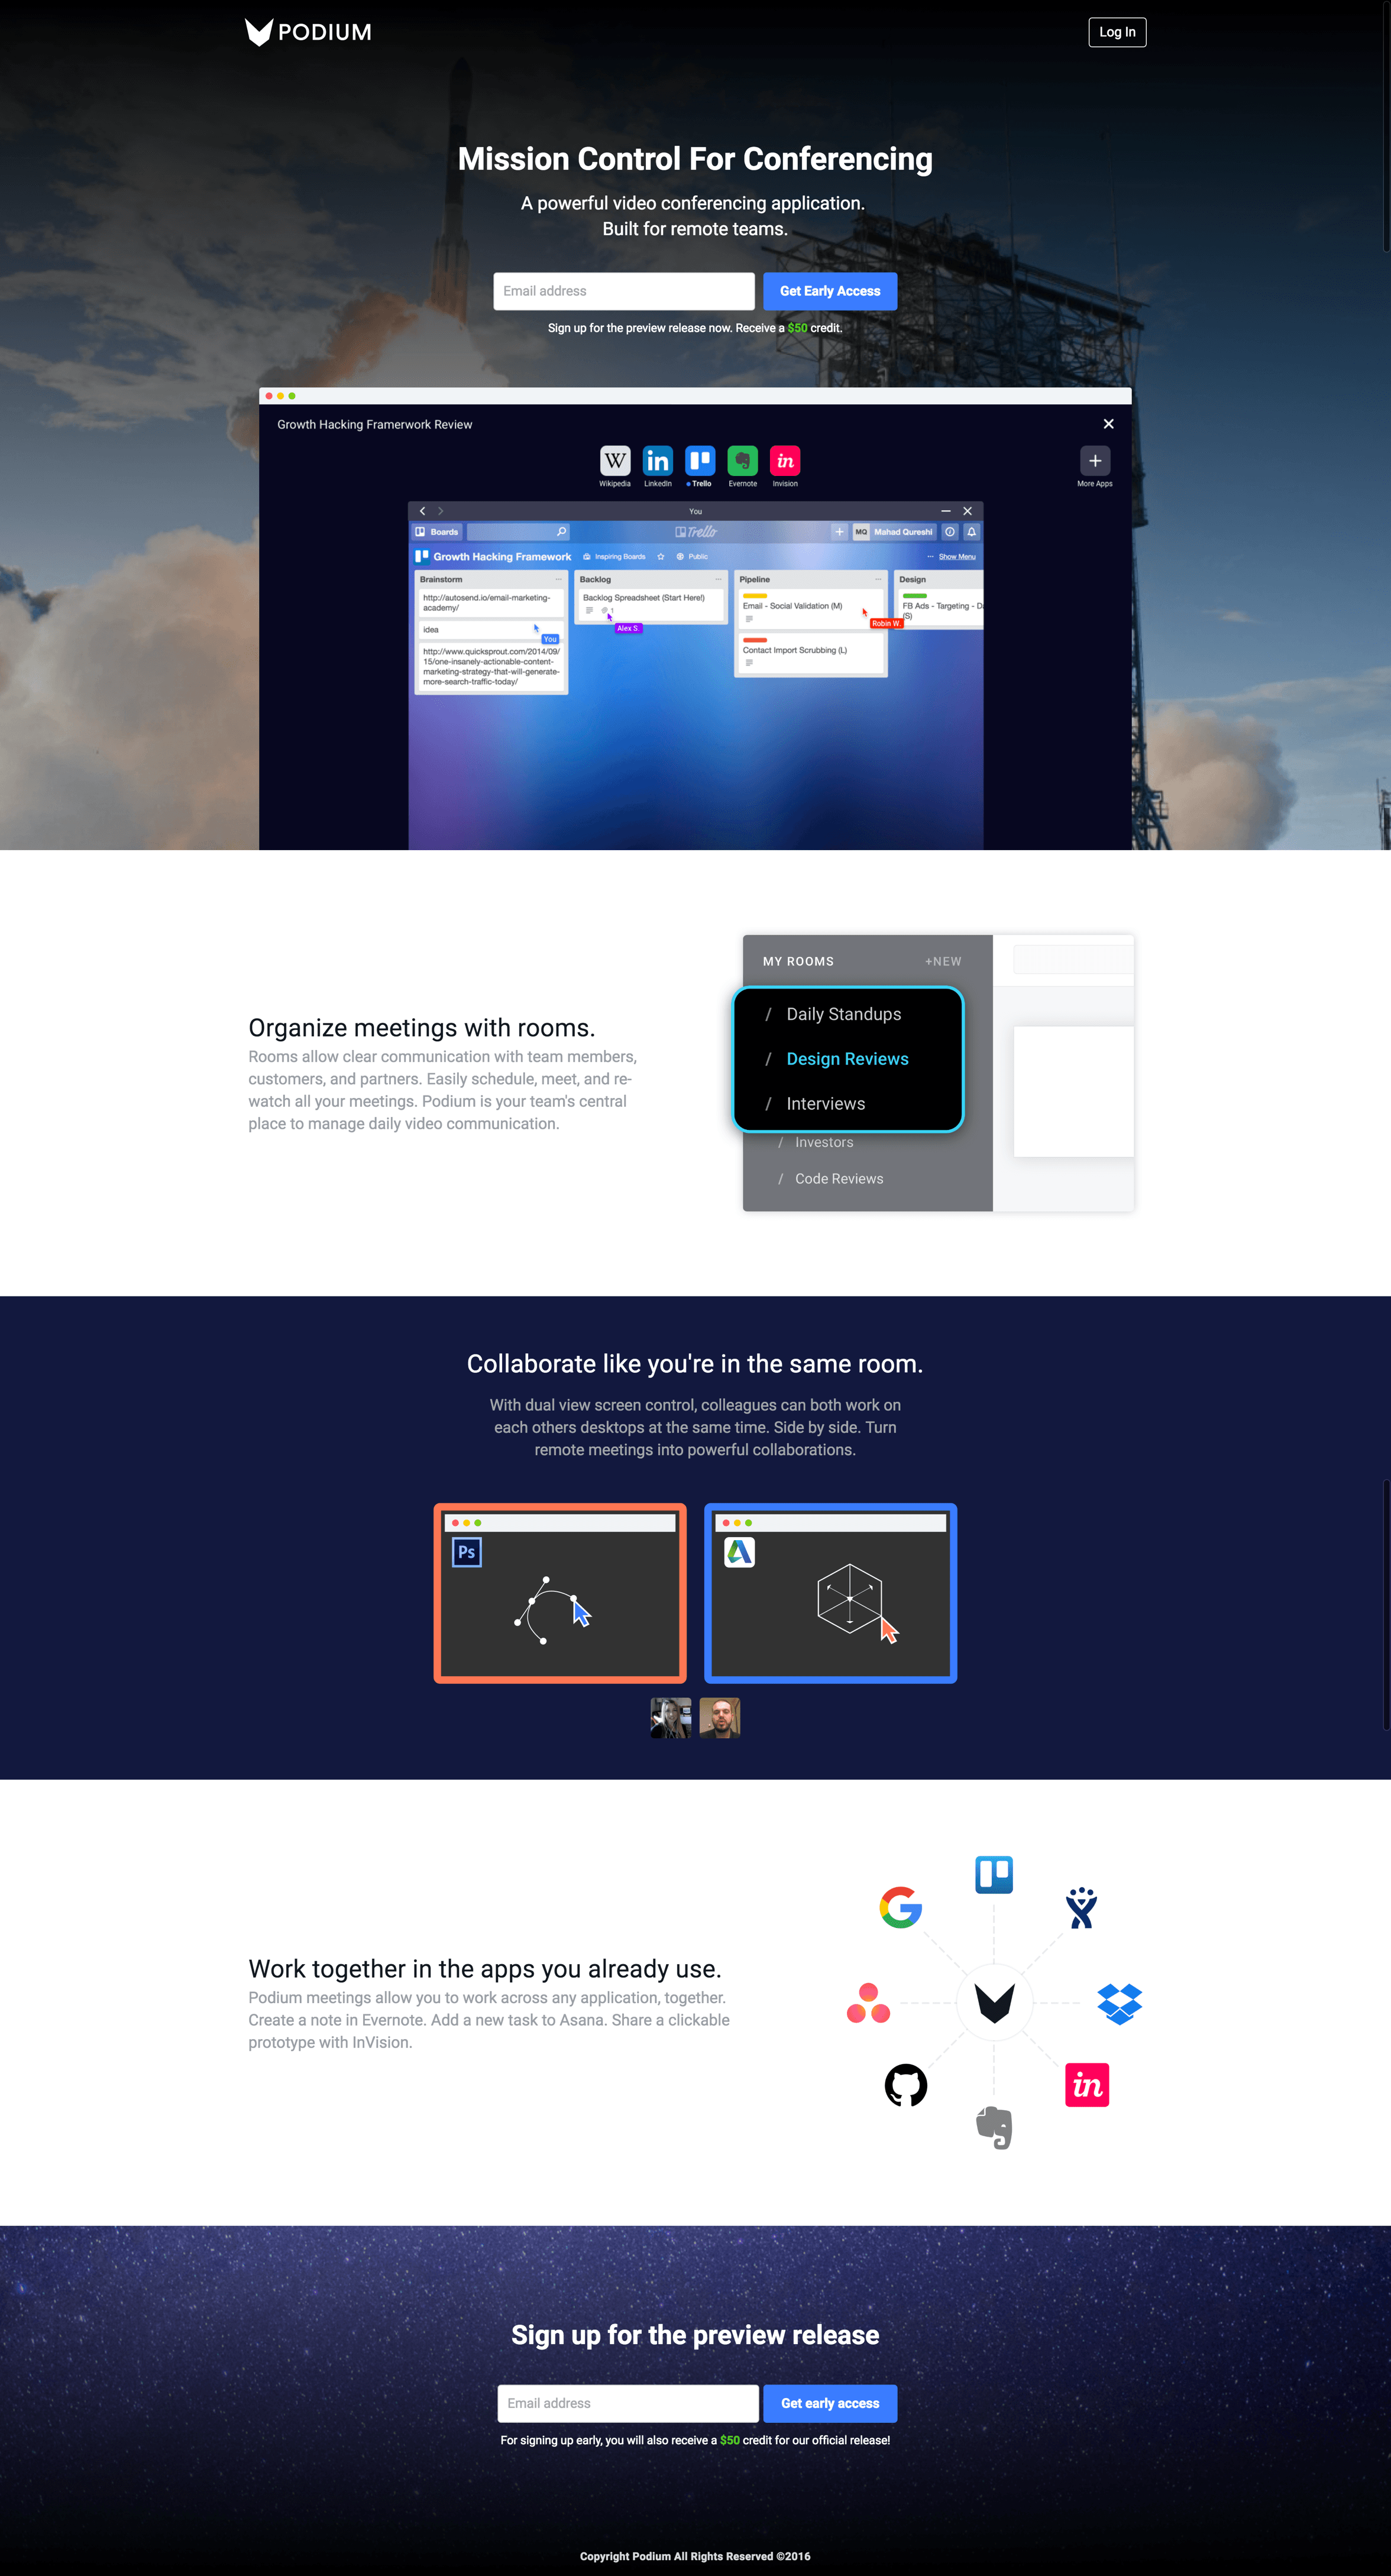 PODIUM
Log In
Mission Control For Conferencing
A powerful video conferencing application.
Built for remote teams.
Email address
Get Early Access
Sign up for the preview release now. Receive a $50 credit.
Growth Hacking Framerwork Review
W
in
in
Wikipedia
LinkedIn
Trello
Evernote
Invision
More Apps
You
Boards
Trello
MQ Mahad Qureshi
Growth Hacking Framework
Inspiring Boards
Public
Show Menu
Brainstorm
http://autosend.io/email-marketing-
academy/
idea
You
http://www.quicksprout.com/2014/09/
15/one-insanely-actionable-content-
marketing-strategy-that-will-generate-
more-search-traffic-today/
Backlog
Backlog Spreadsheet (Start Here!)
1
Alex S.
Pipeline
Email - Social Validation (M)
Robin W.
Contact Import Scrubbing (L)
Design
FB Ads - Targeting - Da
(S)
MY ROOMS
+NEW
/ Daily Standups
/ Design Reviews
/ Interviews
/ Investors
/ Code Reviews
Organize meetings with rooms.
Rooms allow clear communication with team members,
customers, and partners. Easily schedule, meet, and re-
watch all your meetings. Podium is your team's central
place to manage daily video communication.
Collaborate like you're in the same room.
With dual view screen control, colleagues can both work on
each others desktops at the same time. Side by side. Turn
remote meetings into powerful collaborations.
Ps
Work together in the apps you already use.
Podium meetings allow you to work across any application, together.
Create a note in Evernote. Add a new task to Asana. Share a clickable
prototype with InVision.
G
in
Sign up for the preview release
Email address
Get early access
For signing up early, you will also receive a $50 credit for our official release!
Copyright Podium All Rights Reserved ©2016